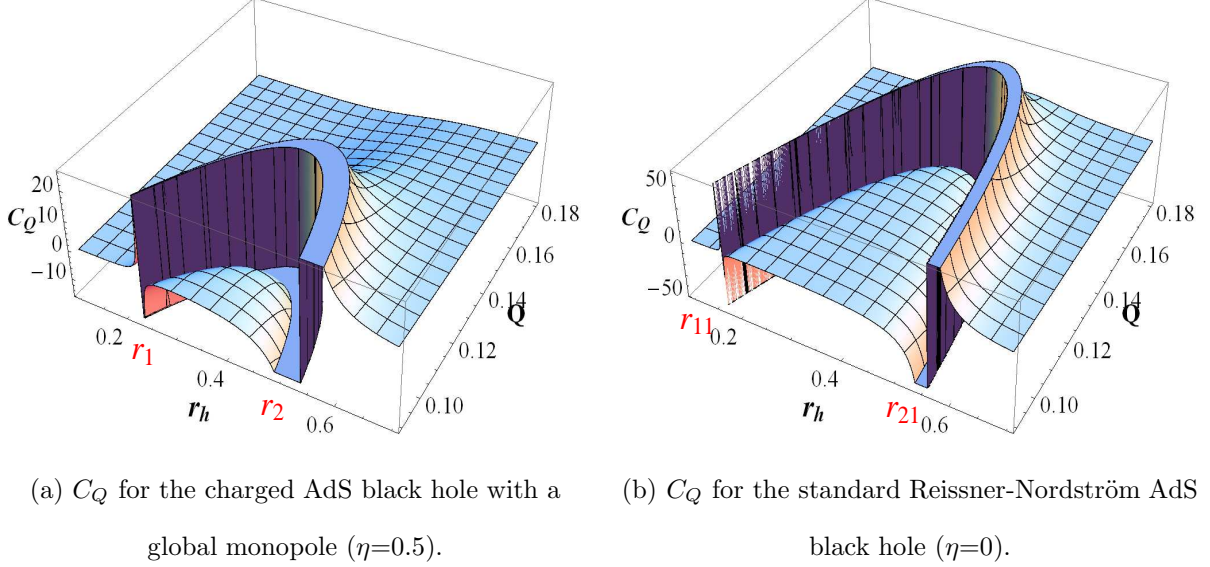 20
10
0
−10
C_Q
0.2
0.4
0.6
r_1
r_h
r_2
0.10
0.12
0.14
0.16
0.18
Q
50
0
−50
C_Q
r_11
0.2
0.4
0.6
r_h
r_21
0.10
0.12
0.14
0.16
0.18
Q
(a) C_Q for the charged AdS black hole with a
global monopole (η=0.5).
(b) C_Q for the standard Reissner-Nordström AdS
black hole (η=0).